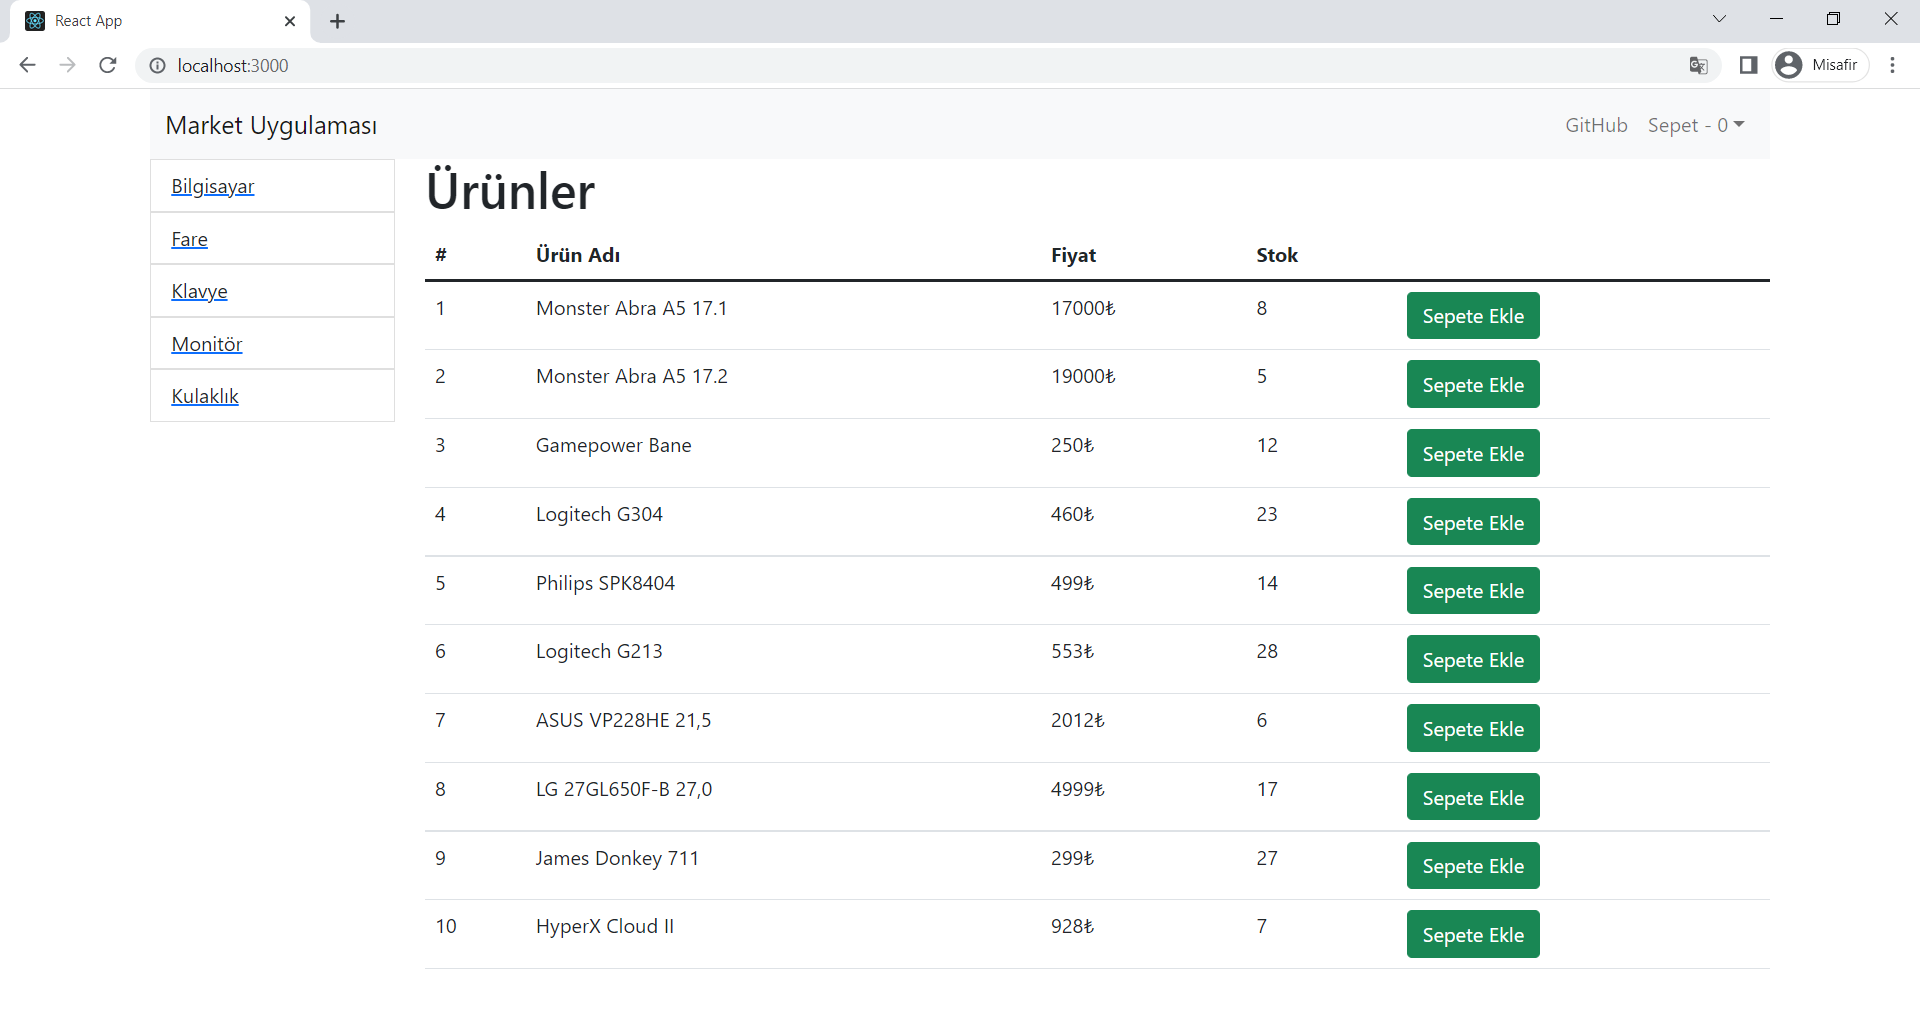 React App
localhost:3000
Misafir
Market Uygulaması
GitHub Sepet - 0
Bilgisayar
Fare
Klavye
Monitör
Kulaklık
Ürünler
# Ürün Adı Fiyat Stok
1 Monster Abra A5 17.1 17000₺ 8 Sepete Ekle
2 Monster Abra A5 17.2 19000₺ 5 Sepete Ekle
3 Gamepower Bane 250₺ 12 Sepete Ekle
4 Logitech G304 460₺ 23 Sepete Ekle
5 Philips SPK8404 499₺ 14 Sepete Ekle
6 Logitech G213 553₺ 28 Sepete Ekle
7 ASUS VP228HE 21,5 2012₺ 6 Sepete Ekle
8 LG 27GL650F-B 27,0 4999₺ 17 Sepete Ekle
9 James Donkey 711 299₺ 27 Sepete Ekle
10 HyperX Cloud II 928₺ 7 Sepete Ekle